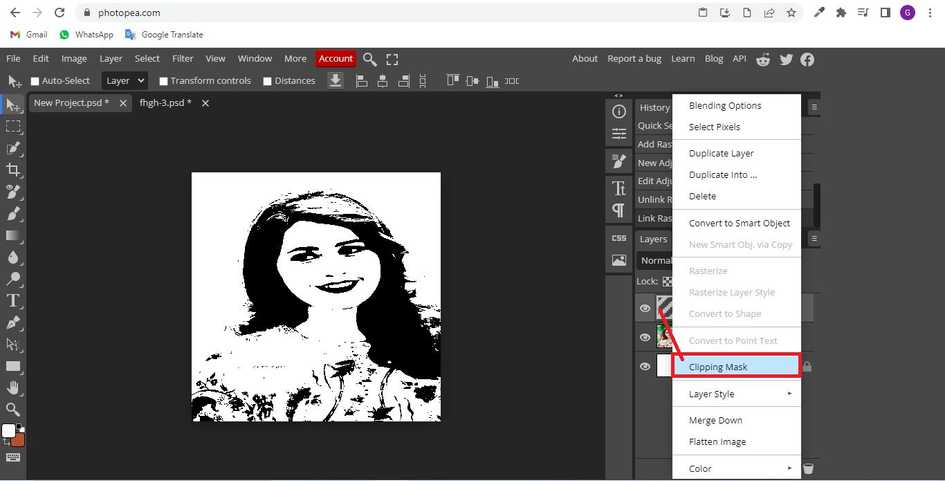 photopea.com
G
Gmail WhatsApp Google Translate
File Edit Image Layer Select Filter View Window More Account About Report a bug Learn Blog API
Auto-Select Layer Transform controls Distances
New Project.psd * fhgh-3.psd *
History
Quick Se
Add Ras
New Adj
Edit Adju
Unlink R
Link Ras
CSS
Layers
Normal
Lock:
Blending Options
Select Pixels
Duplicate Layer
Duplicate Into ...
Delete
Convert to Smart Object
New Smart Obj. via Copy
Rasterize
Rasterize Layer Style
Convert to Shape
Convert to Point Text
Clipping Mask
Layer Style
Merge Down
Flatten Image
Color